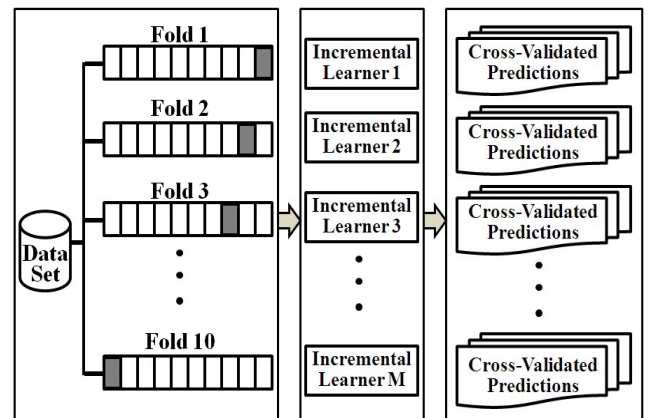 Fold 1
Fold 2
Fold 3
Data
Set
Fold 10
Incremental
Learner 1
Incremental
Learner 2
Incremental
Learner 3
Incremental
Learner M
Cross-Validated
Predictions
Cross-Validated
Predictions
Cross-Validated
Predictions
Cross-Validated
Predictions